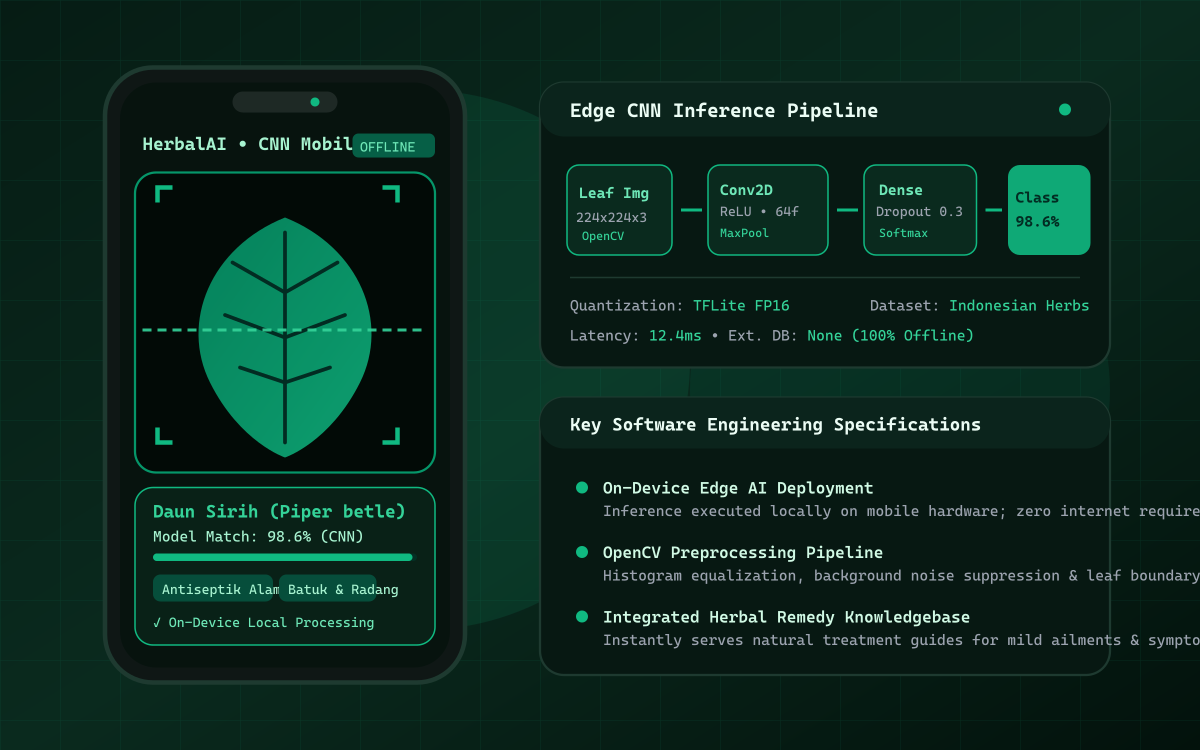 HerbalAI • CNN Mobil
OFFLINE
Daun Sirih (Piper betle)
Model Match: 98.6% (CNN)
Antiseptik Alam
Batuk & Radang
✓ On-Device Local Processing
Edge CNN Inference Pipeline
Leaf Img
224x224x3
OpenCV
Conv2D
ReLU • 64f
MaxPool
Dense
Dropout 0.3
Softmax
Class
98.6%
Quantization: TFLite FP16
Dataset: Indonesian Herbs
Latency: 12.4ms • Ext. DB: None (100% Offline)
Key Software Engineering Specifications
On-Device Edge AI Deployment
Inference executed locally on mobile hardware; zero internet require
OpenCV Preprocessing Pipeline
Histogram equalization, background noise suppression & leaf boundary
Integrated Herbal Remedy Knowledgebase
Instantly serves natural treatment guides for mild ailments & sympto